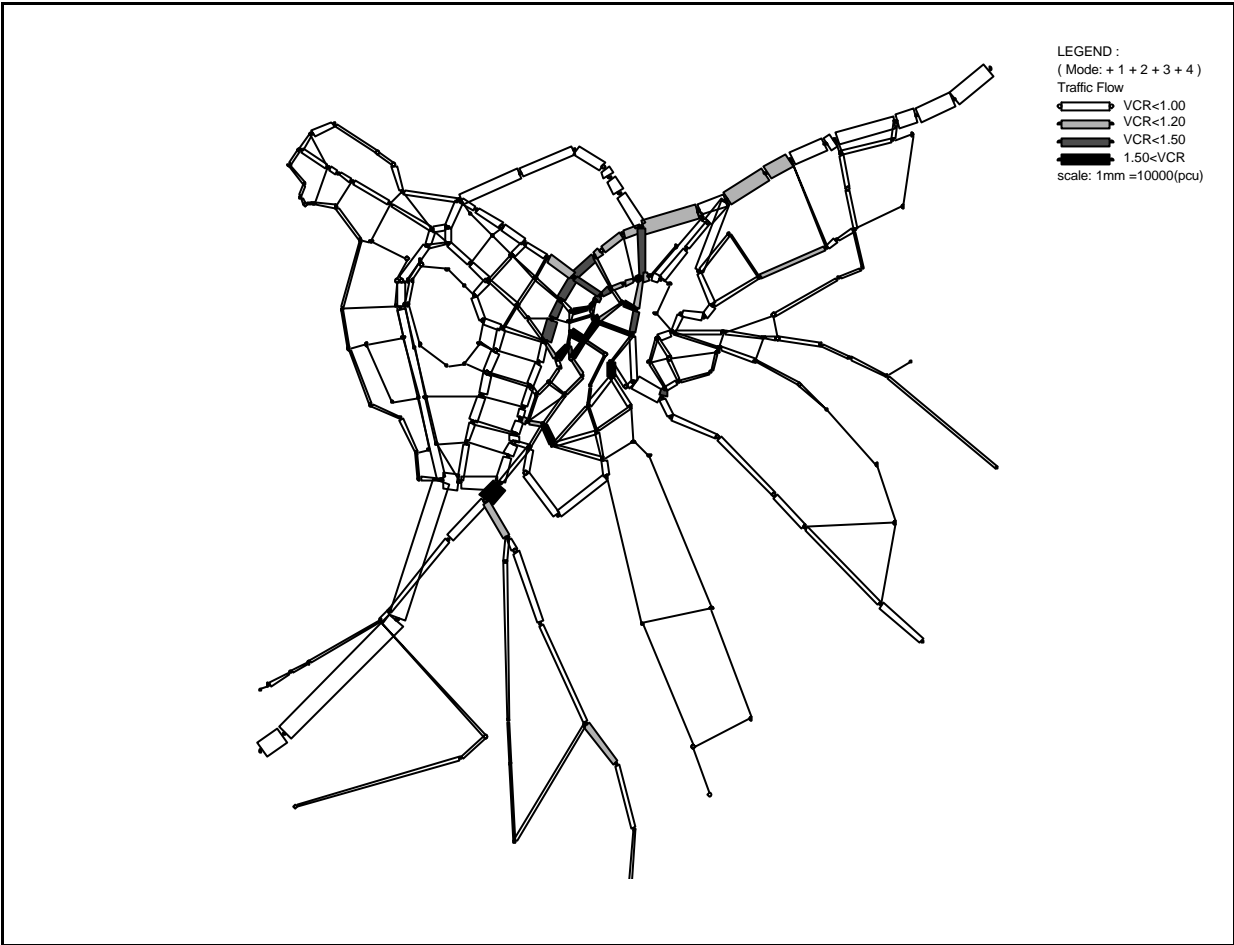 LEGEND :
( Mode: + 1 + 2 + 3 + 4 )
Traffic Flow
VCR<1.00
VCR<1.20
VCR<1.50
1.50<VCR
scale: 1mm =10000(pcu)